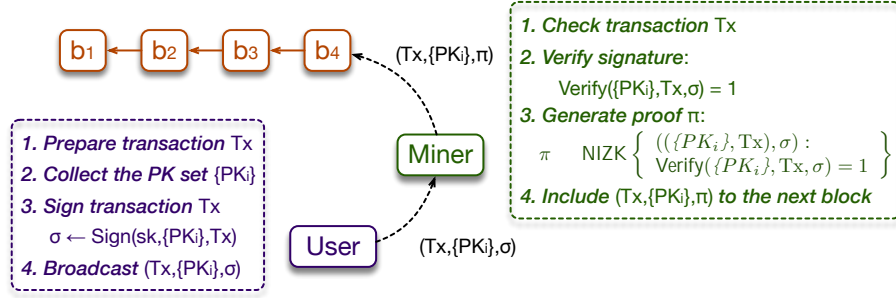 b1
b2
b3
b4
(Tx,{PKi},π)
1. Check transaction Tx
2. Verify signature:
Verify({PKi},Tx,σ) = 1
3. Generate proof π:
π NIZK { (({PK_i}, Tx), σ) :
Verify({PK_i}, Tx, σ) = 1 }
4. Include (Tx,{PKi},π) to the next block
1. Prepare transaction Tx
2. Collect the PK set {PKi}
3. Sign transaction Tx
σ ← Sign(sk,{PKi},Tx)
4. Broadcast (Tx,{PKi},σ)
Miner
User
(Tx,{PKi},σ)